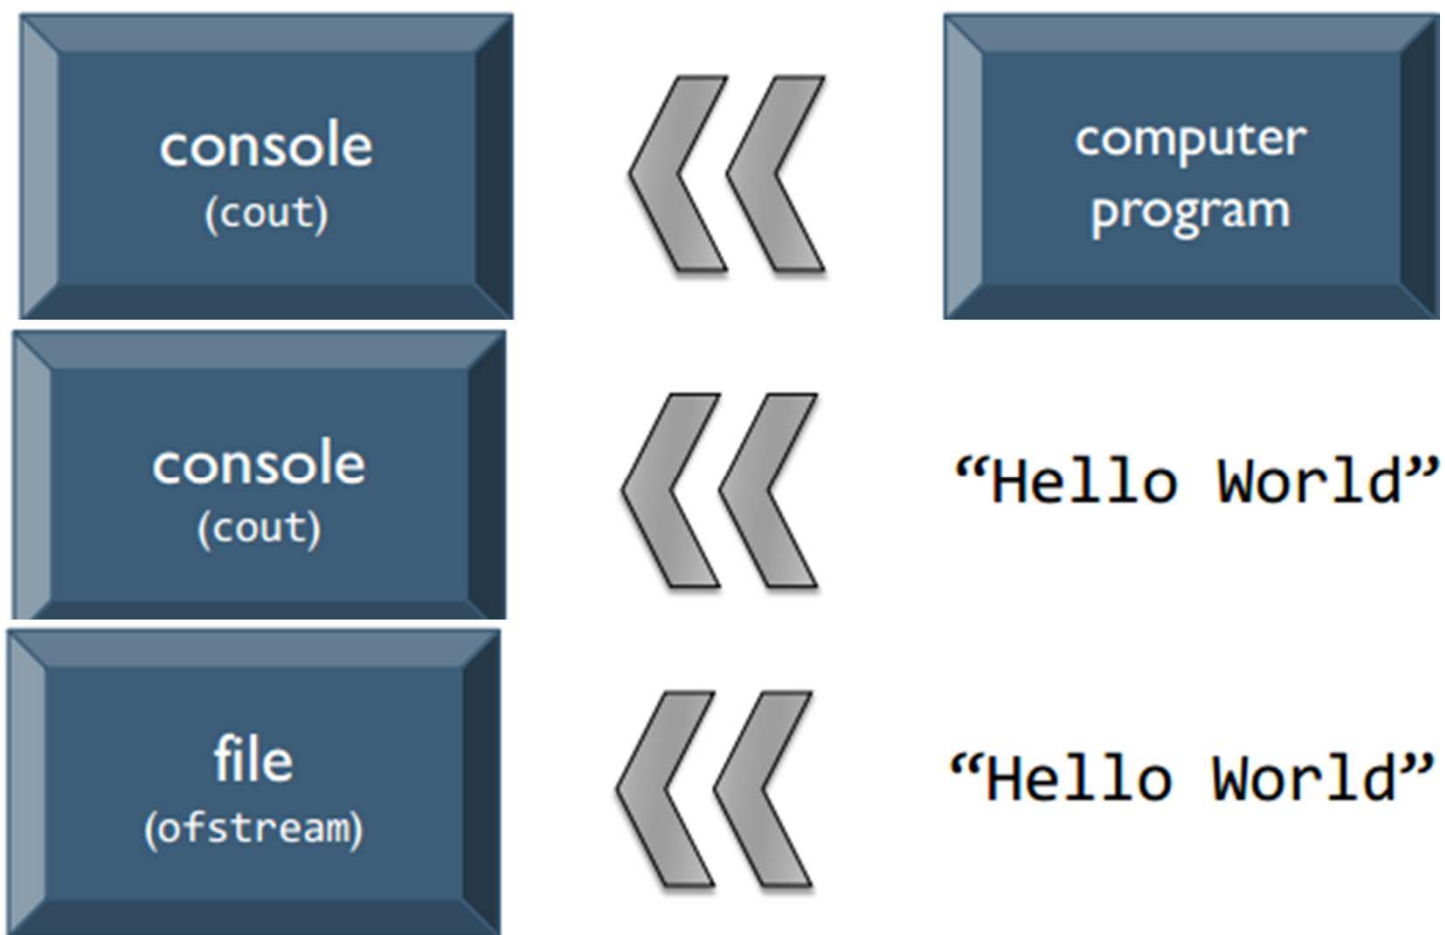 console
(cout)
computer
program
console
(cout)
“Hello World”
file
(ofstream)
“Hello World”